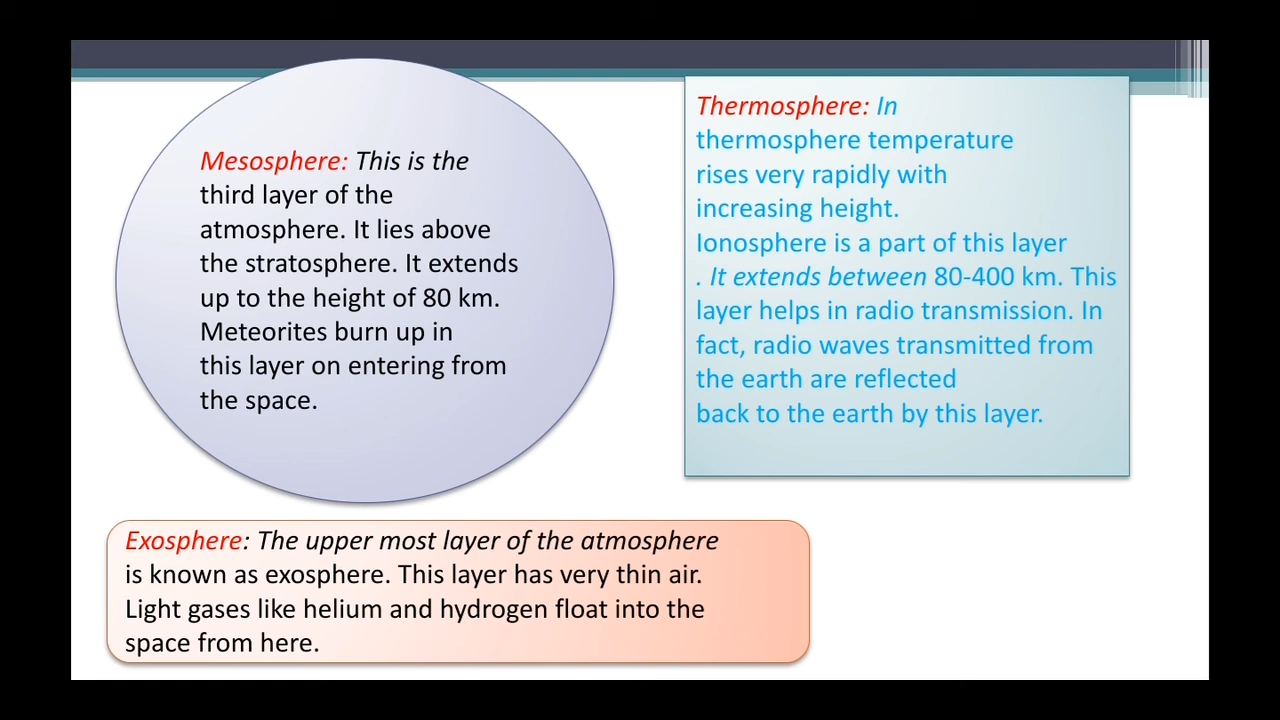 Mesosphere: This is the
third layer of the
atmosphere. It lies above
the stratosphere. It extends
up to the height of 80 km.
Meteorites burn up in
this layer on entering from
the space.
Thermosphere: In
thermosphere temperature
rises very rapidly with
increasing height.
Ionosphere is a part of this layer
. It extends between 80-400 km. This
layer helps in radio transmission. In
fact, radio waves transmitted from
the earth are reflected
back to the earth by this layer.
Exosphere: The upper most layer of the atmosphere
is known as exosphere. This layer has very thin air.
Light gases like helium and hydrogen float into the
space from here.